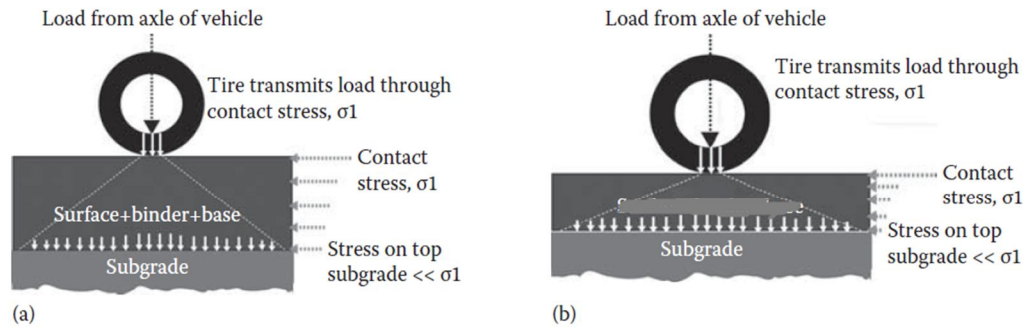 Load from axle of vehicle
Tire transmits load through
contact stress, σ1
Contact
stress, σ1
Surface+binder+base
Stress on top
subgrade << σ1
Subgrade
(a)
Load from axle of vehicle
Tire transmits load through
contact stress, σ1
Contact
stress, σ1
Stress on top
subgrade << σ1
Subgrade
(b)